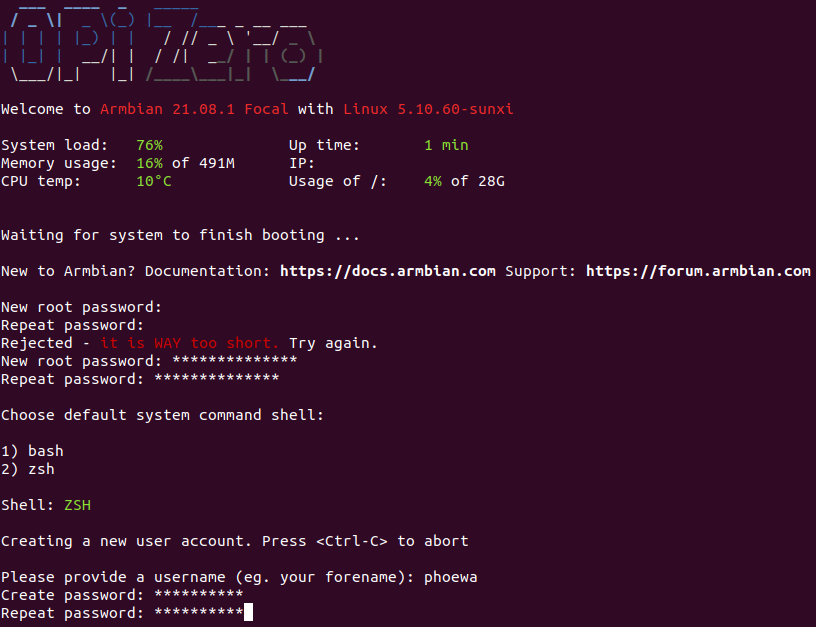 OPI Zero
Welcome to Armbian 21.08.1 Focal with Linux 5.10.60-sunxi
System load: 76% Up time: 1 min
Memory usage: 16% of 491M IP:
CPU temp: 10°C Usage of /: 4% of 28G
Waiting for system to finish booting ...
New to Armbian? Documentation: https://docs.armbian.com Support: https://forum.armbian.com
New root password:
Repeat password:
Rejected - it is WAY too short. Try again.
New root password: **************
Repeat password: **************
Choose default system command shell:
1) bash
2) zsh
Shell: ZSH
Creating a new user account. Press <Ctrl-C> to abort
Please provide a username (eg. your forename): phoewa
Create password: **********
Repeat password: **********